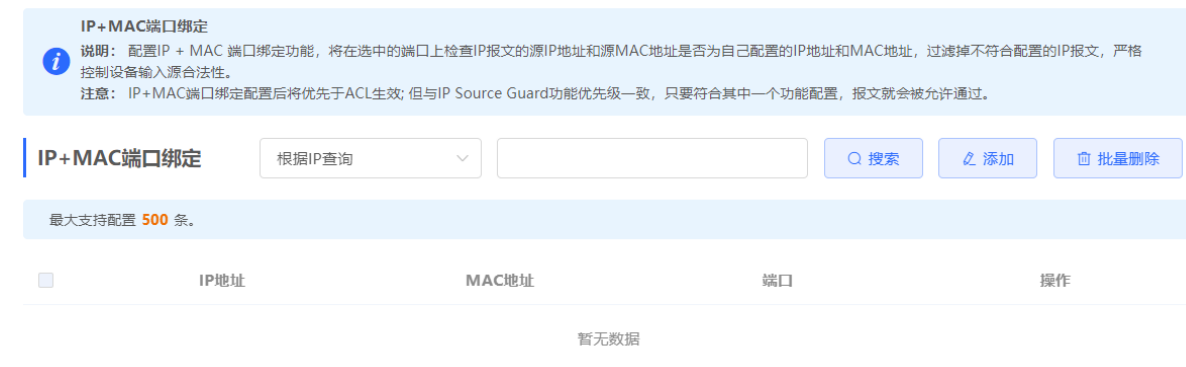 IP+MAC端口绑定
说明： 配置IP + MAC 端口绑定功能，将在选中的端口上检查IP报文的源IP地址和源MAC地址是否为自己配置的IP地址和MAC地址，过滤掉不符合配置的IP报文，严格
控制设备输入源合法性。
注意： IP+MAC端口绑定配置后将优先于ACL生效; 但与IP Source Guard功能优先级一致，只要符合其中一个功能配置，报文就会被允许通过。
IP+MAC端口绑定 根据IP查询 搜索 添加 批量删除
最大支持配置 500 条。
IP地址 MAC地址 端口 操作
暂无数据